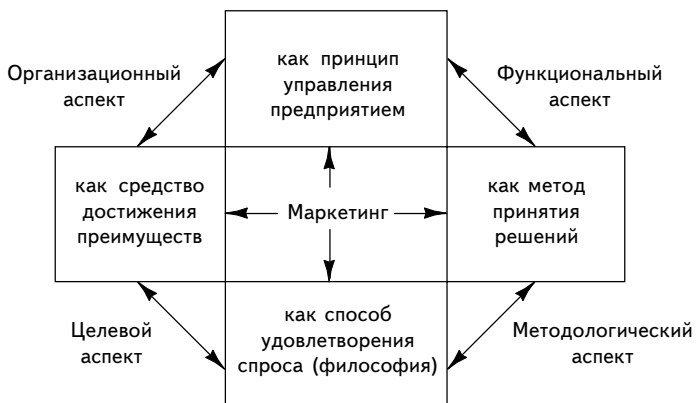 как принцип
управления
предприятием
Организационный
аспект
Функциональный
аспект
как средство
достижения
преимуществ
Маркетинг
как метод
принятия
решений
Целевой
аспект
как способ
удовлетворения
спроса (философия)
Методологический
аспект